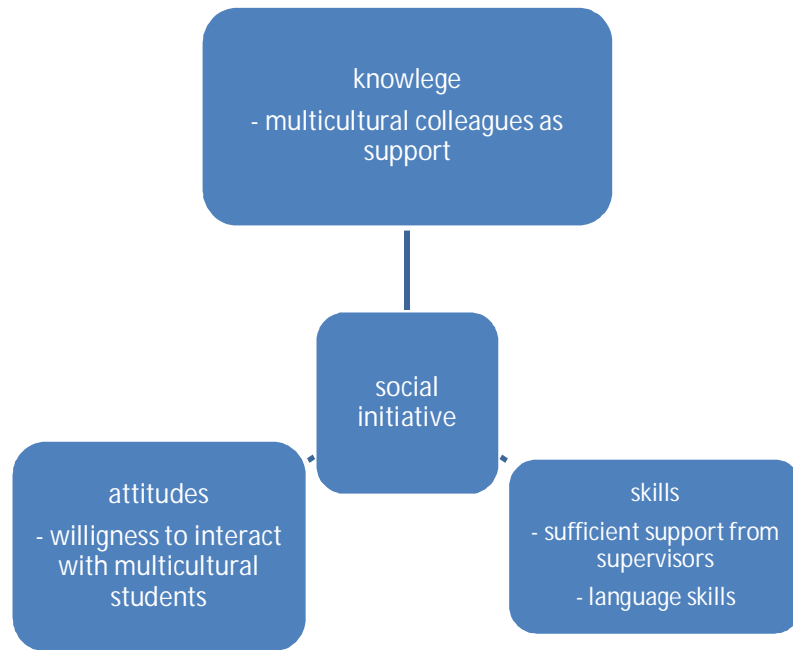 knowlege
- multicultural colleagues as
support
social
initiative
attitudes
- willigness to interact
with multicultural
students
skills
- sufficient support from
supervisors
- language skills